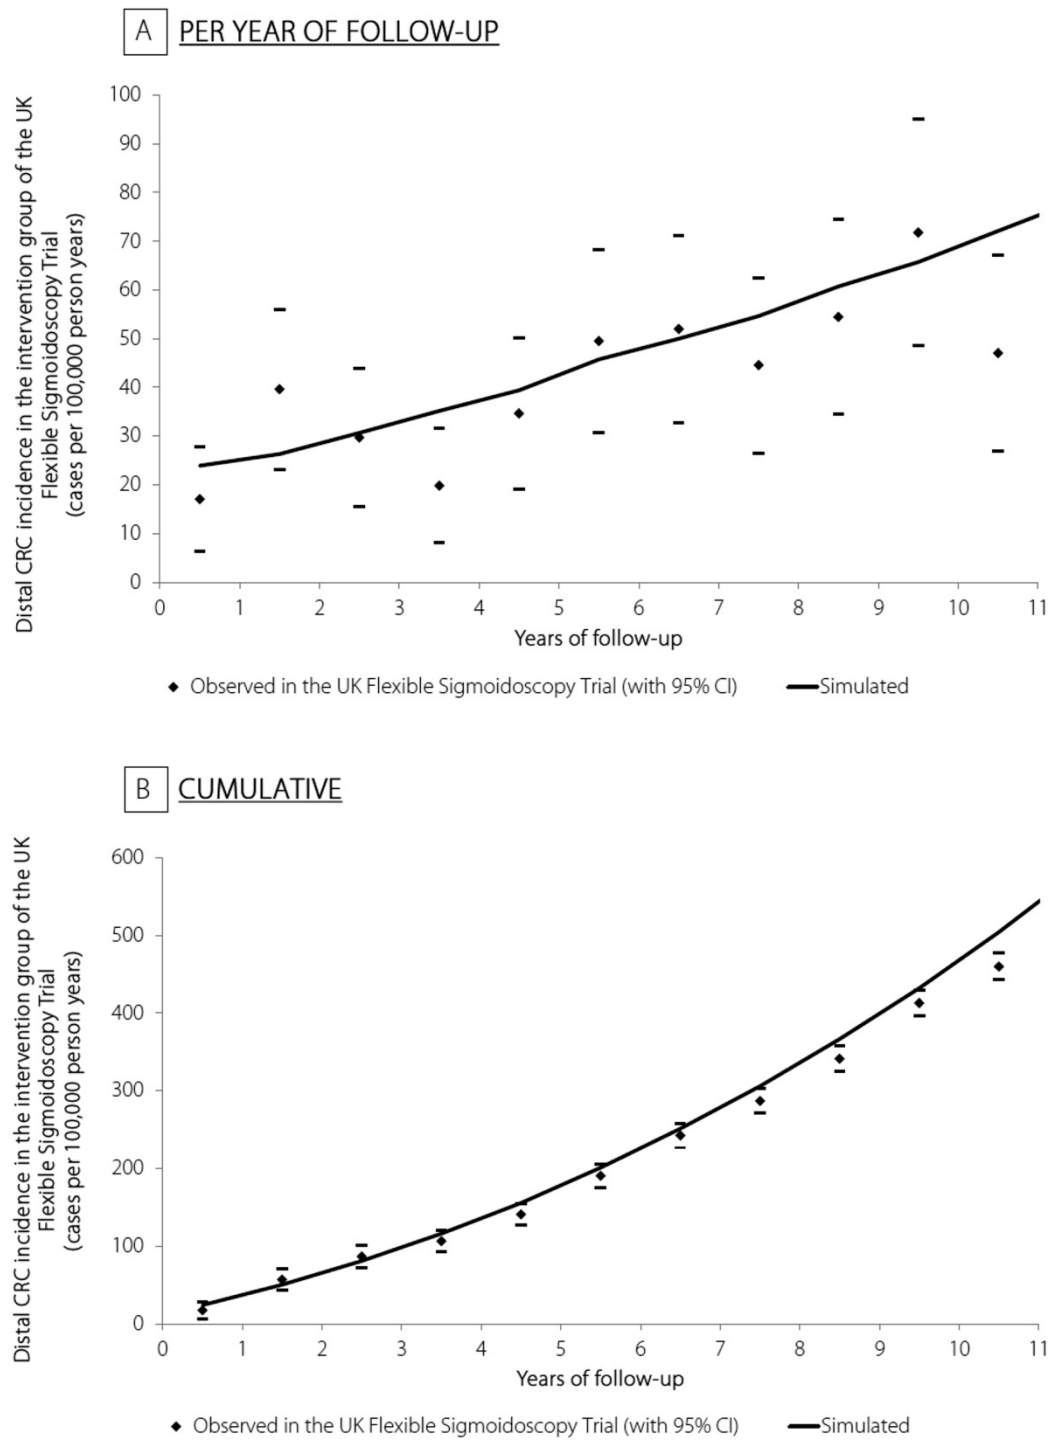 A PER YEAR OF FOLLOW-UP
Distal CRC incidence in the intervention group of the UK
Flexible Sigmoidoscopy Trial
(cases per 100,000 person years)
100
90
80
70
60
50
40
30
20
10
0
0 1 2 3 4 5 6 7 8 9 10 11
Years of follow-up
Observed in the UK Flexible Sigmoidoscopy Trial (with 95% CI) Simulated
B CUMULATIVE
Distal CRC incidence in the intervention group of the UK
Flexible Sigmoidoscopy Trial
(cases per 100,000 person years)
600
500
400
300
200
100
0
0 1 2 3 4 5 6 7 8 9 10 11
Years of follow-up
Observed in the UK Flexible Sigmoidoscopy Trial (with 95% CI) Simulated